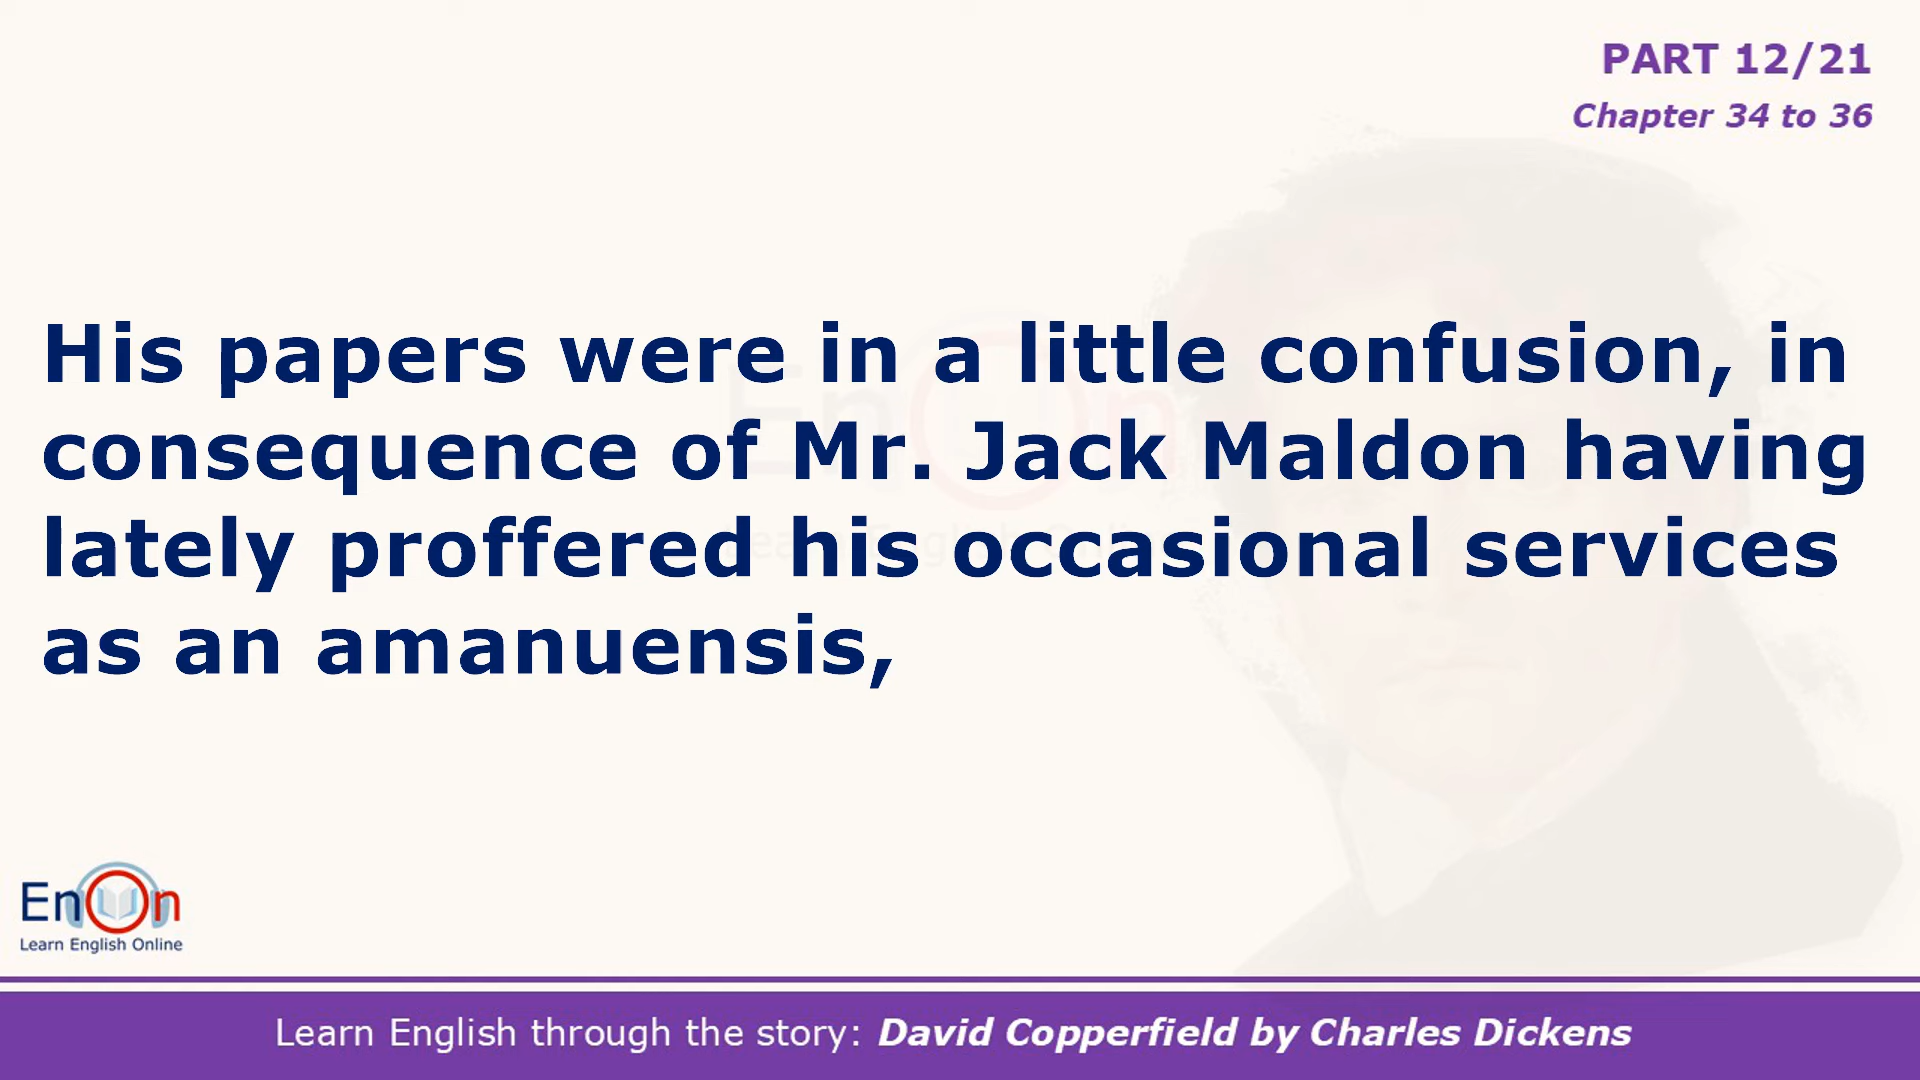 PART 12/21
Chapter 34 to 36
His papers were in a little confusion, in
consequence of Mr. Jack Maldon having
lately proffered his occasional services
as an amanuensis,
EnOn
Learn English Online
Learn English through the story: David Copperfield by Charles Dickens